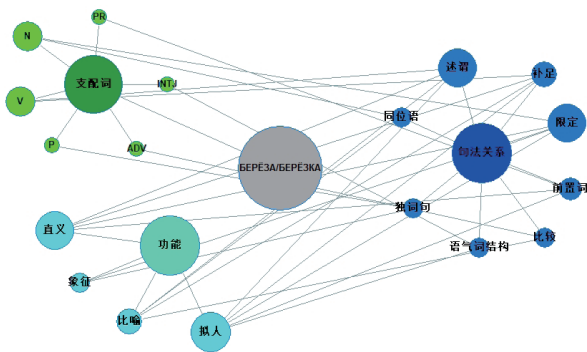 PR
N
述谓
补足
支配词
INTJ
V
同位语
限定
句法关系
P
ADV
БЕРЁЗА/БЕРЁЗКА
前置词
独词句
直义
功能
比较
语气词结构
象征
比喻
拟人